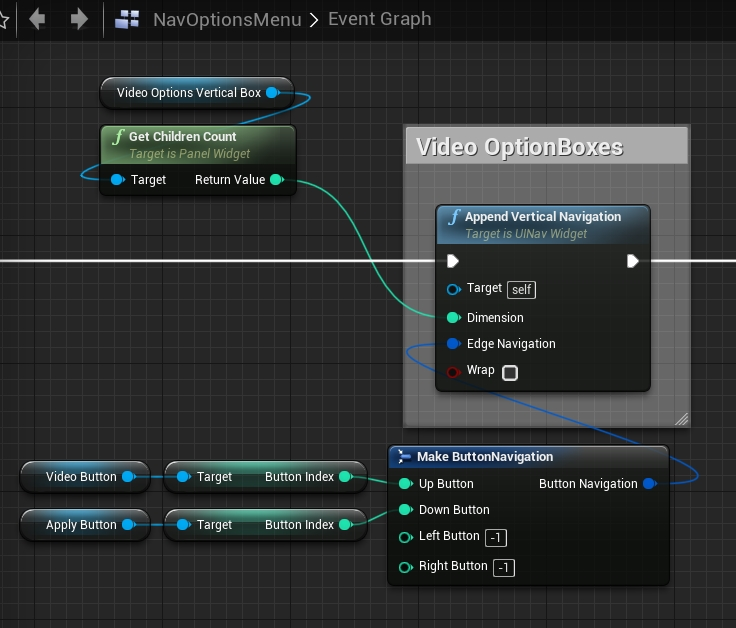 NavOptionsMenu > Event Graph
Video Options Vertical Box
f Get Children Count
Target is Panel Widget
Target Return Value
Video OptionBoxes
f Append Vertical Navigation
Target is UINav Widget
Target self
Dimension
Edge Navigation
Wrap
Make ButtonNavigation
Video Button
Target Button Index
Up Button Button Navigation
Apply Button
Target Button Index
Down Button
Left Button -1
Right Button -1